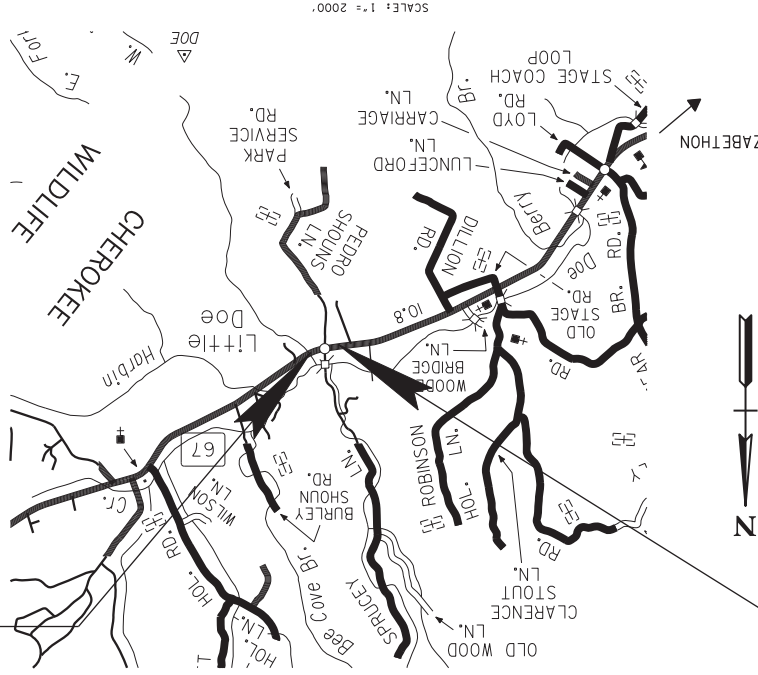 OLD WOOD
LN.
HOL.
LN.
CLARENCE
STOUT
LN.
SPRUCEY
LN.
Bee Cove Br.
HOL.
RD.
N
RD.
HOL.
LN.
ROBINSON
BURLEY
SHOUN
RD.
WILSON
LN.
Cr.
67
BRIDGE
LN.
RD.
OLD
STAGE
RD.
BR. RD.
10.8
Little
Doe
Harbin
Doe
Berry
Br.
DILLION
RD.
PEDRO
SHOUNS
LN.
CHEROKEE
WILDLIFE
LUNCEFORD
LN.
CARRIAGE
LN.
PARK
SERVICE
RD.
LOYD
RD.
STAGE COACH
LOOP
DOE
W.
E.
SCALE: 1"= 2000'